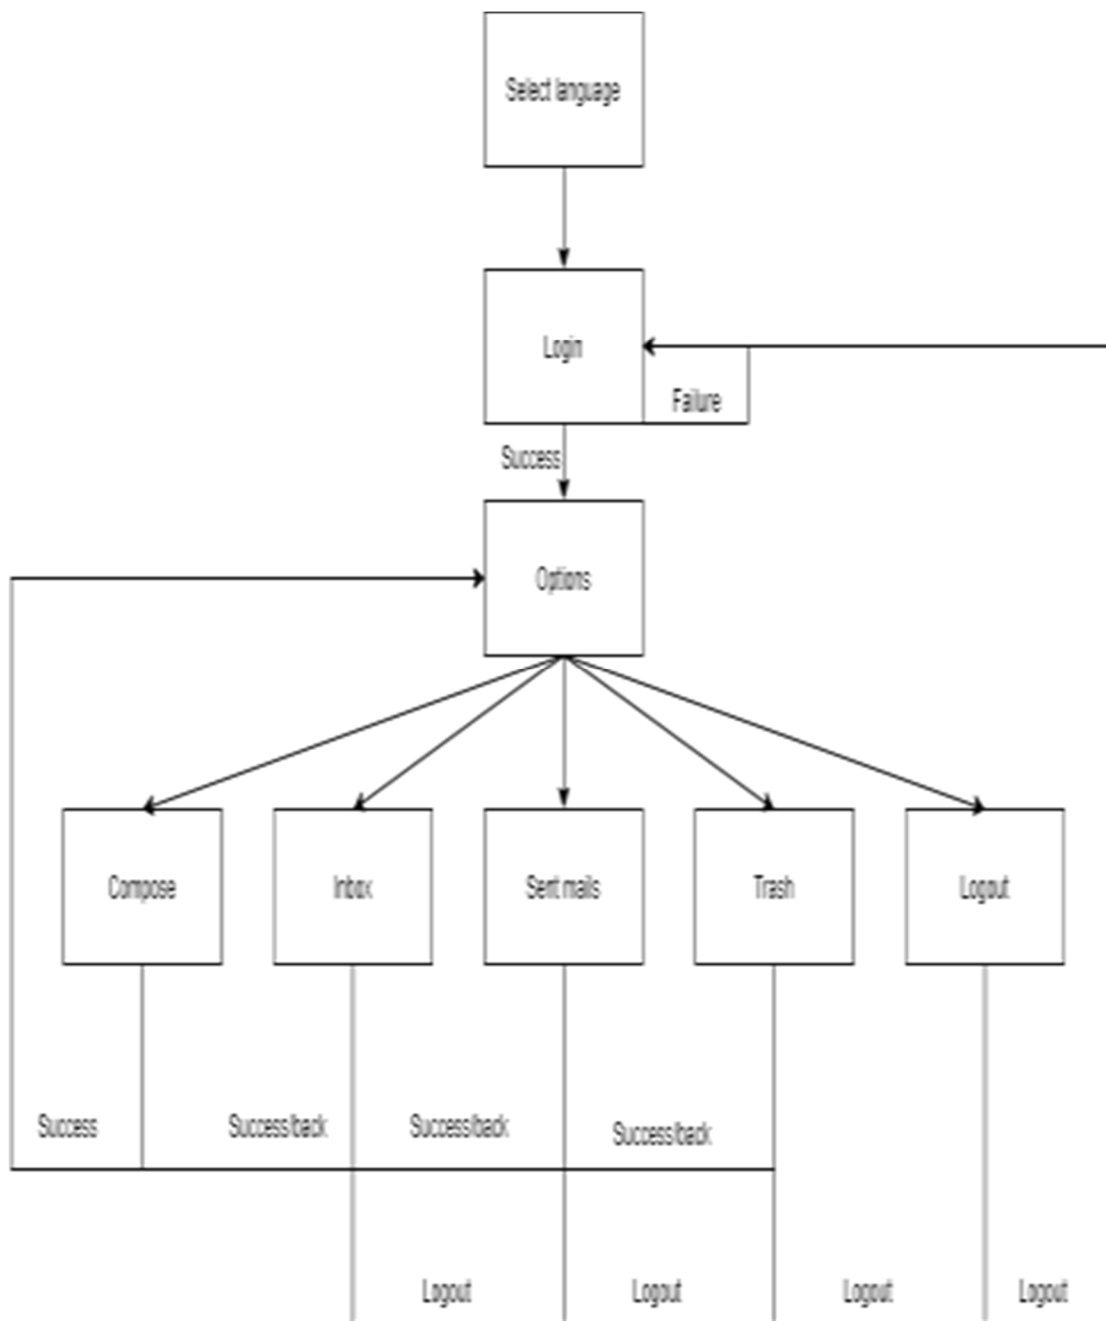 Select language
Login
Failure
Success
Options
Compose
Inbox
Sent mails
Trash
Logout
Success
Success/back
Success/back
Success/back
Logout
Logout
Logout
Logout